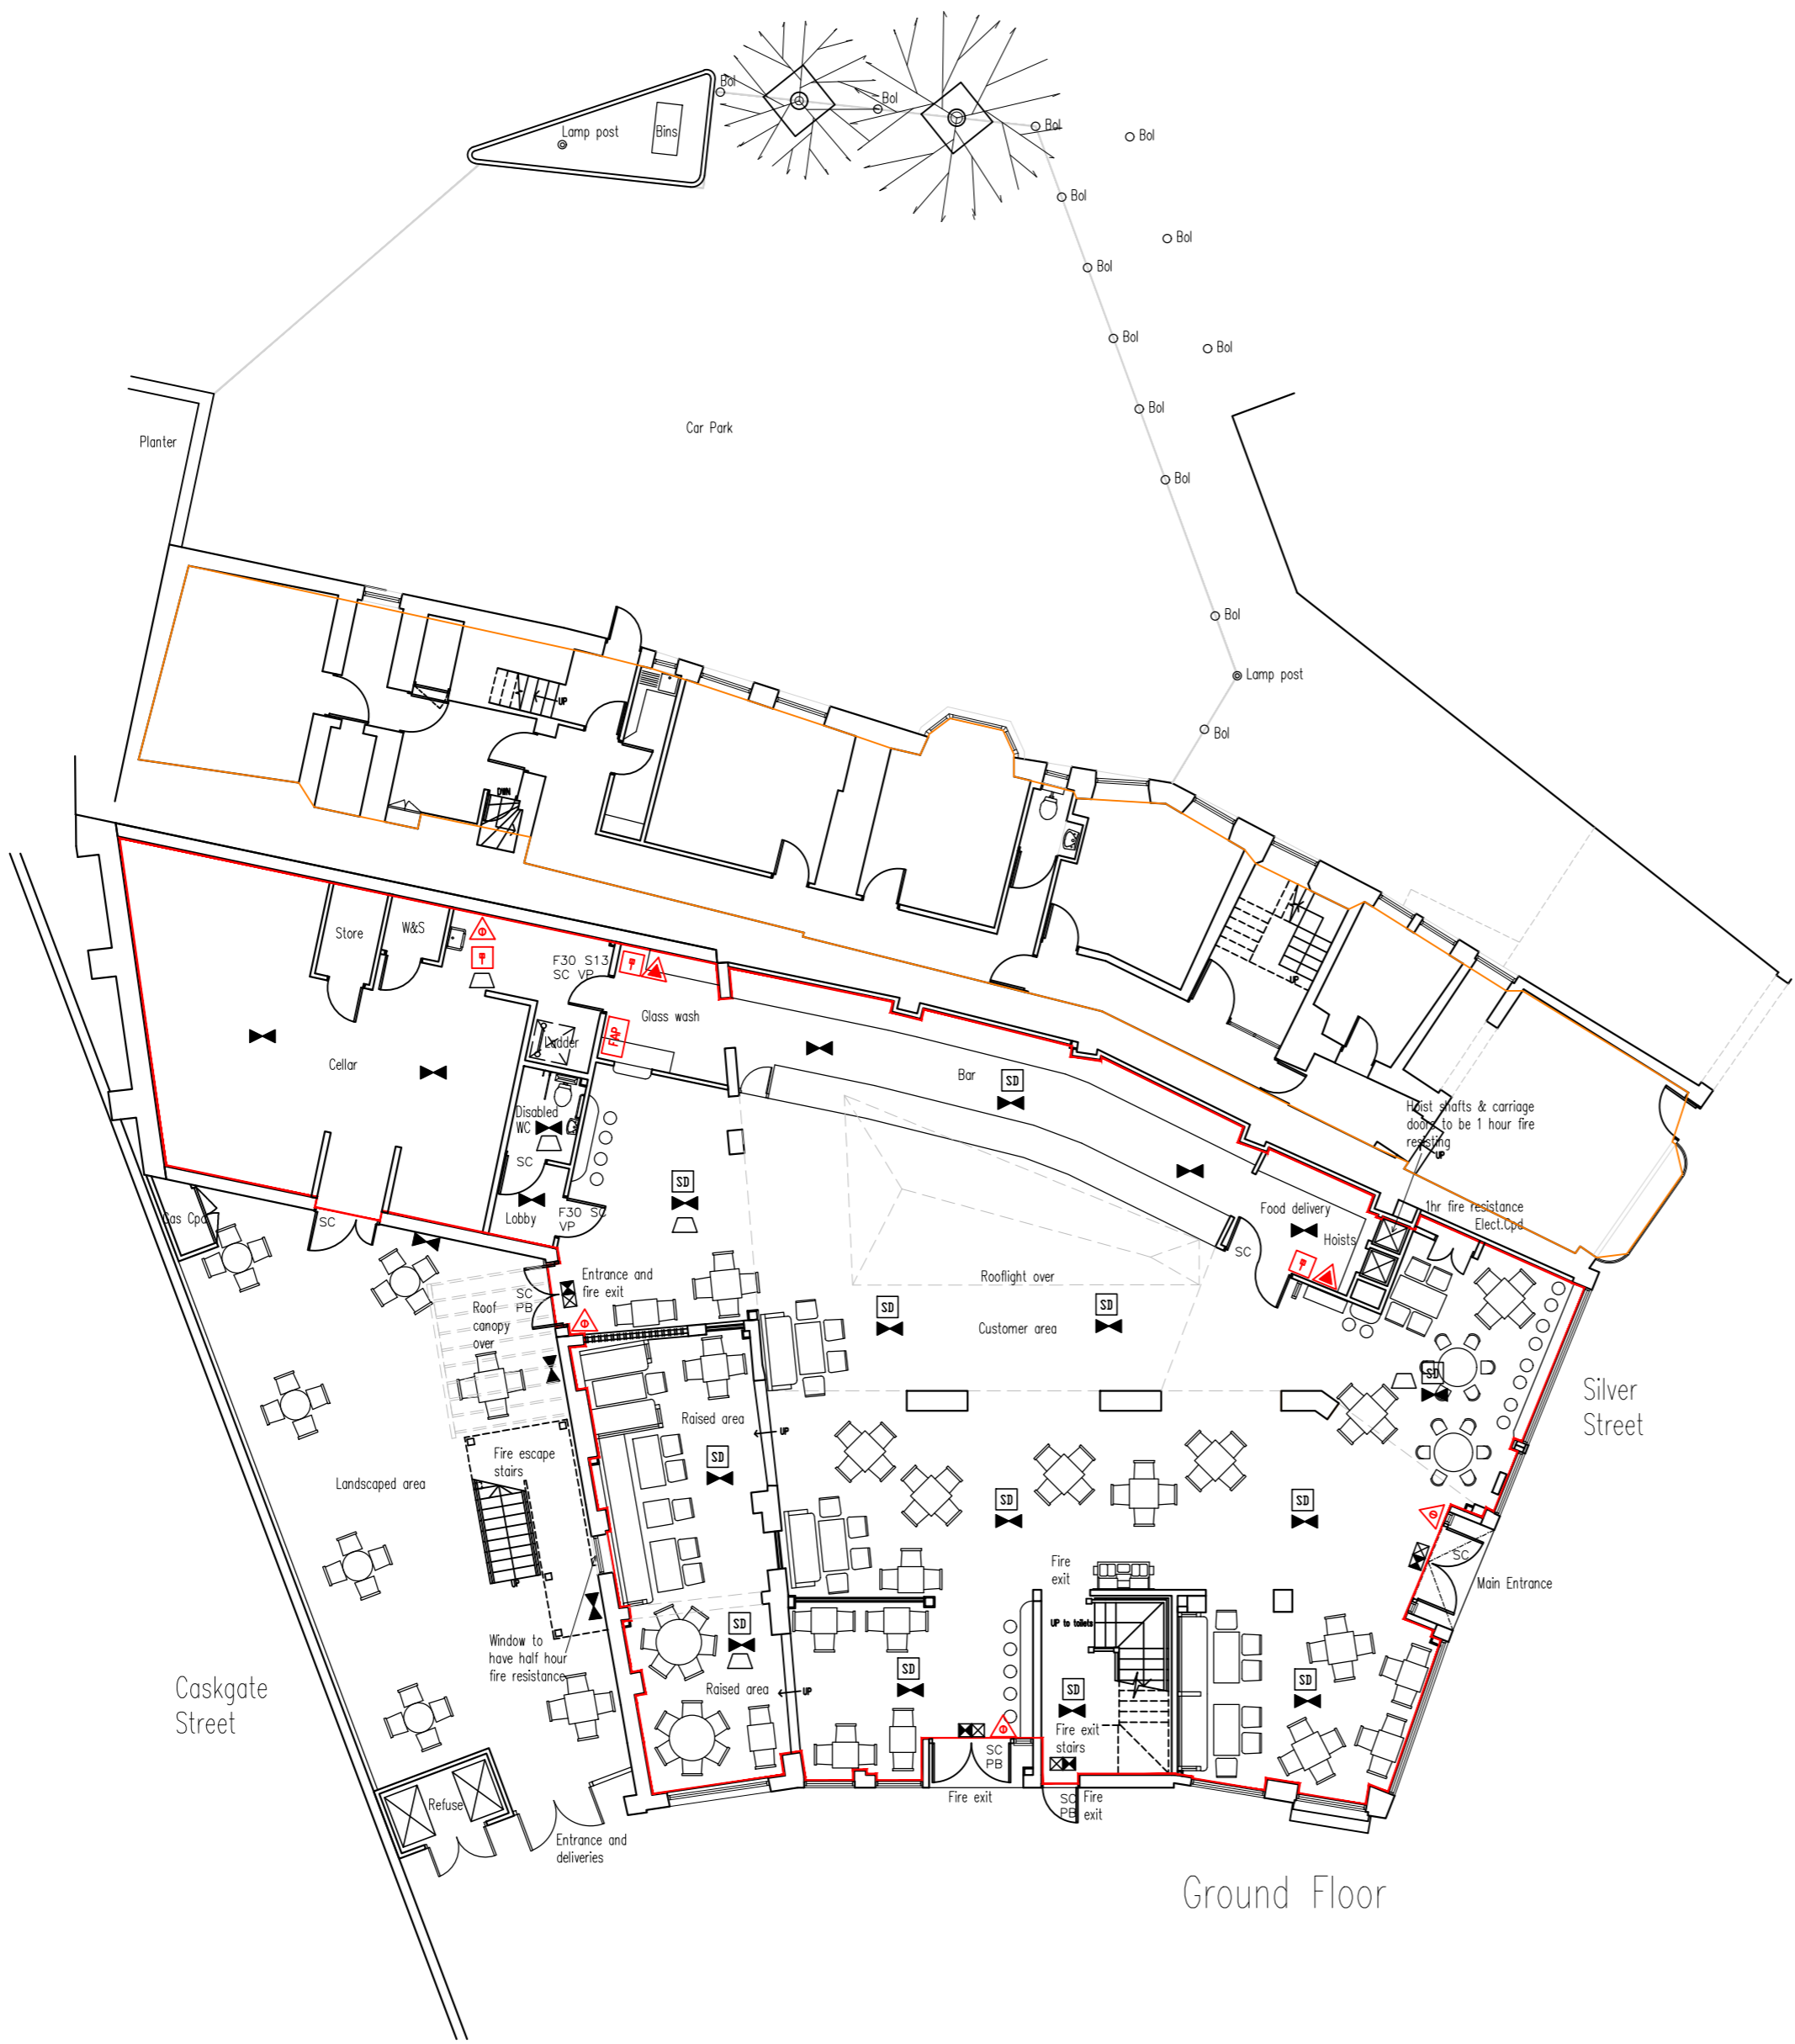 Bol
Bol
Bol
Bol
Lamp post
Bins
Bol
Bol
Bol
Bol
Bol
Planter
Car Park
Bol
Bol
Bol
Lamp post
UP
Bol
DWN
Store
W&S
F30 S13
SC VP
UP
Glass wash
FAP
Ladder
Cellar
Bar
SD
Disabled
WC
Hoist shafts & carriage
doors to be 1 hour fire
resisting
UP
SC
SD
Gas Cpd
SC
Lobby
F30 SC
VP
Food delivery
1hr fire resistance
Elect.Cpd
Hoists
SC
Entrance and
fire exit
SC
PB
Roof
canopy
over
Rooflight over
SD
SD
Customer area
SD
Silver
Street
Raised area
UP
Fire escape
stairs
SD
Landscaped area
SD
SD
SC
UP
Fire
exit
Main Entrance
UP to toilets
SD
Window to
have half hour
fire resistance
SD
SD
SD
Raised area
UP
Caskgate
Street
Fire exit
stairs
SC
PB
Refuse
Fire exit
SC
PB
Fire
exit
Entrance and
deliveries
Ground Floor